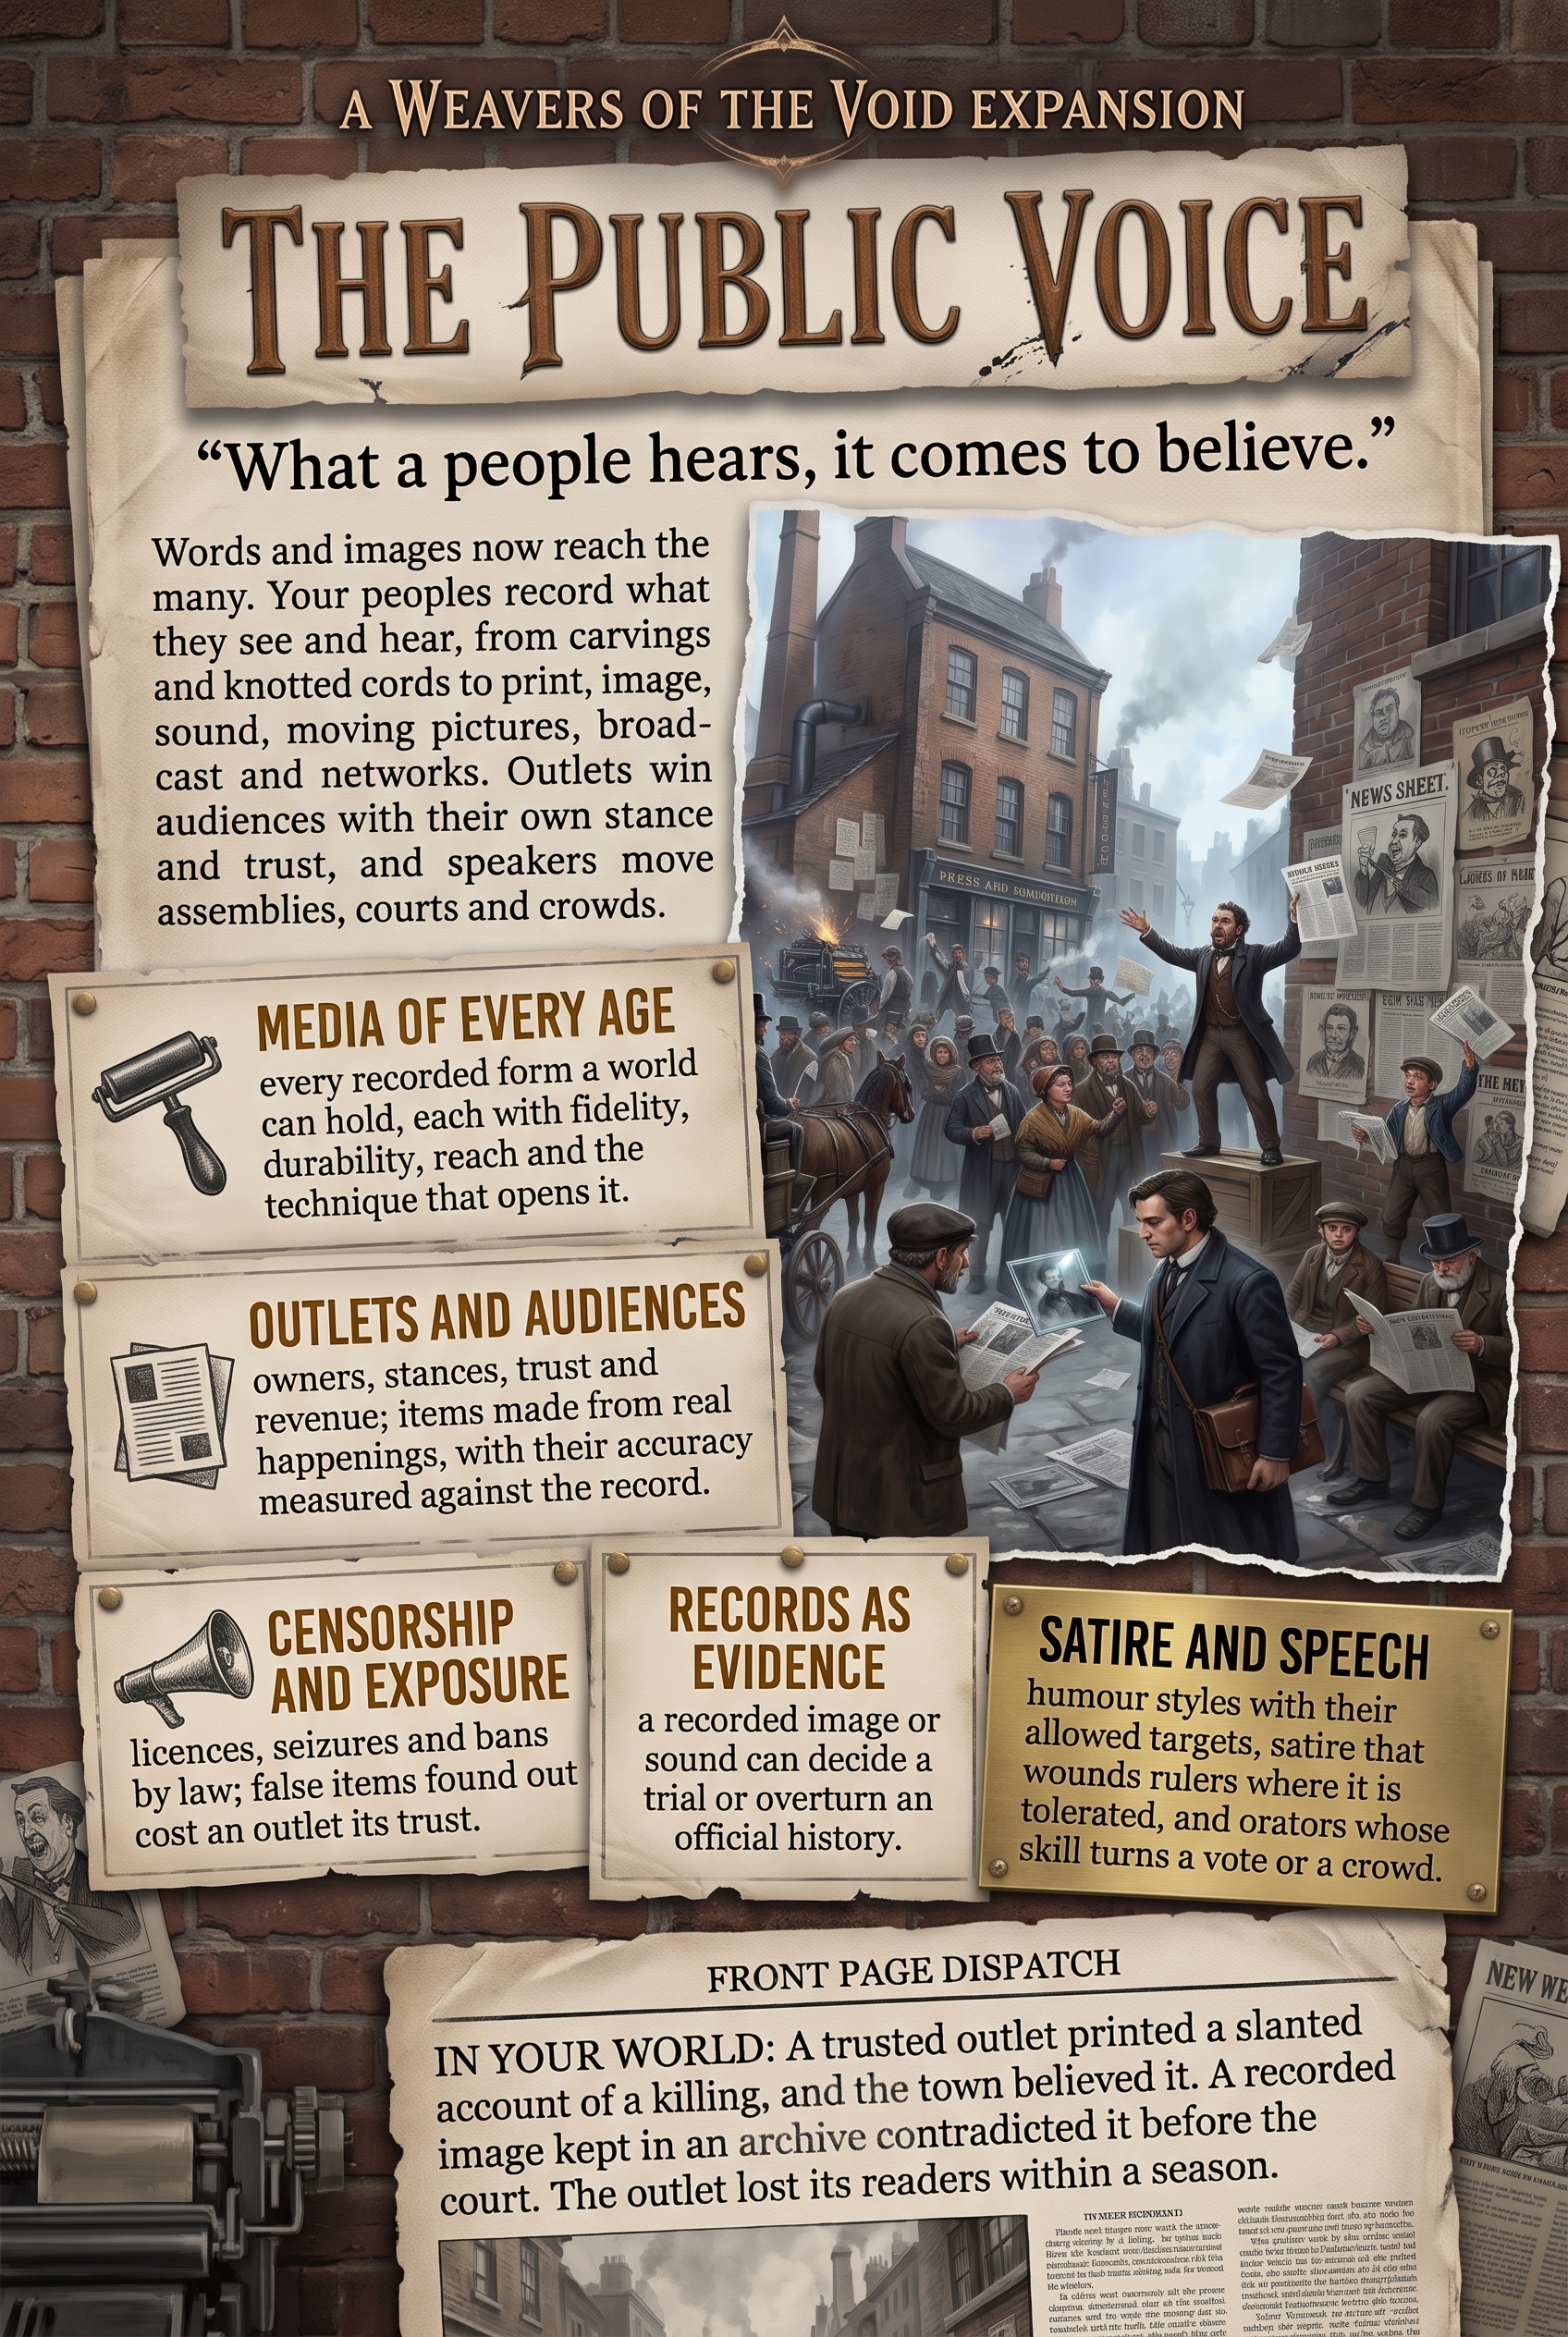 A WEAVERS OF THE VOID EXPANSION
THE PUBLIC VOICE
“What a people hears, it comes to believe.”
Words and images now reach the
many. Your peoples record what
they see and hear, from carvings
and knotted cords to print, image,
sound, moving pictures, broad-
cast and networks. Outlets win
audiences with their own stance
and trust, and speakers move
assemblies, courts and crowds.
NEWS SHEET.
PRESS AND
MEDIA OF EVERY AGE
every recorded form a world
can hold, each with fidelity,
durability, reach and the
technique that opens it.
OUTLETS AND AUDIENCES
owners, stances, trust and
revenue; items made from real
happenings, with their accuracy
measured against the record.
CENSORSHIP
AND EXPOSURE
licences, seizures and bans
by law; false items found out
cost an outlet its trust.
RECORDS AS
EVIDENCE
a recorded image or
sound can decide a
trial or overturn an
official history.
SATIRE AND SPEECH
humour styles with their
allowed targets, satire that
wounds rulers where it is
tolerated, and orators whose
skill turns a vote or a crowd.
FRONT PAGE DISPATCH
IN YOUR WORLD: A trusted outlet printed a slanted
account of a killing, and the town believed it. A recorded
image kept in an archive contradicted it before the
court. The outlet lost its readers within a season.
NEW WE